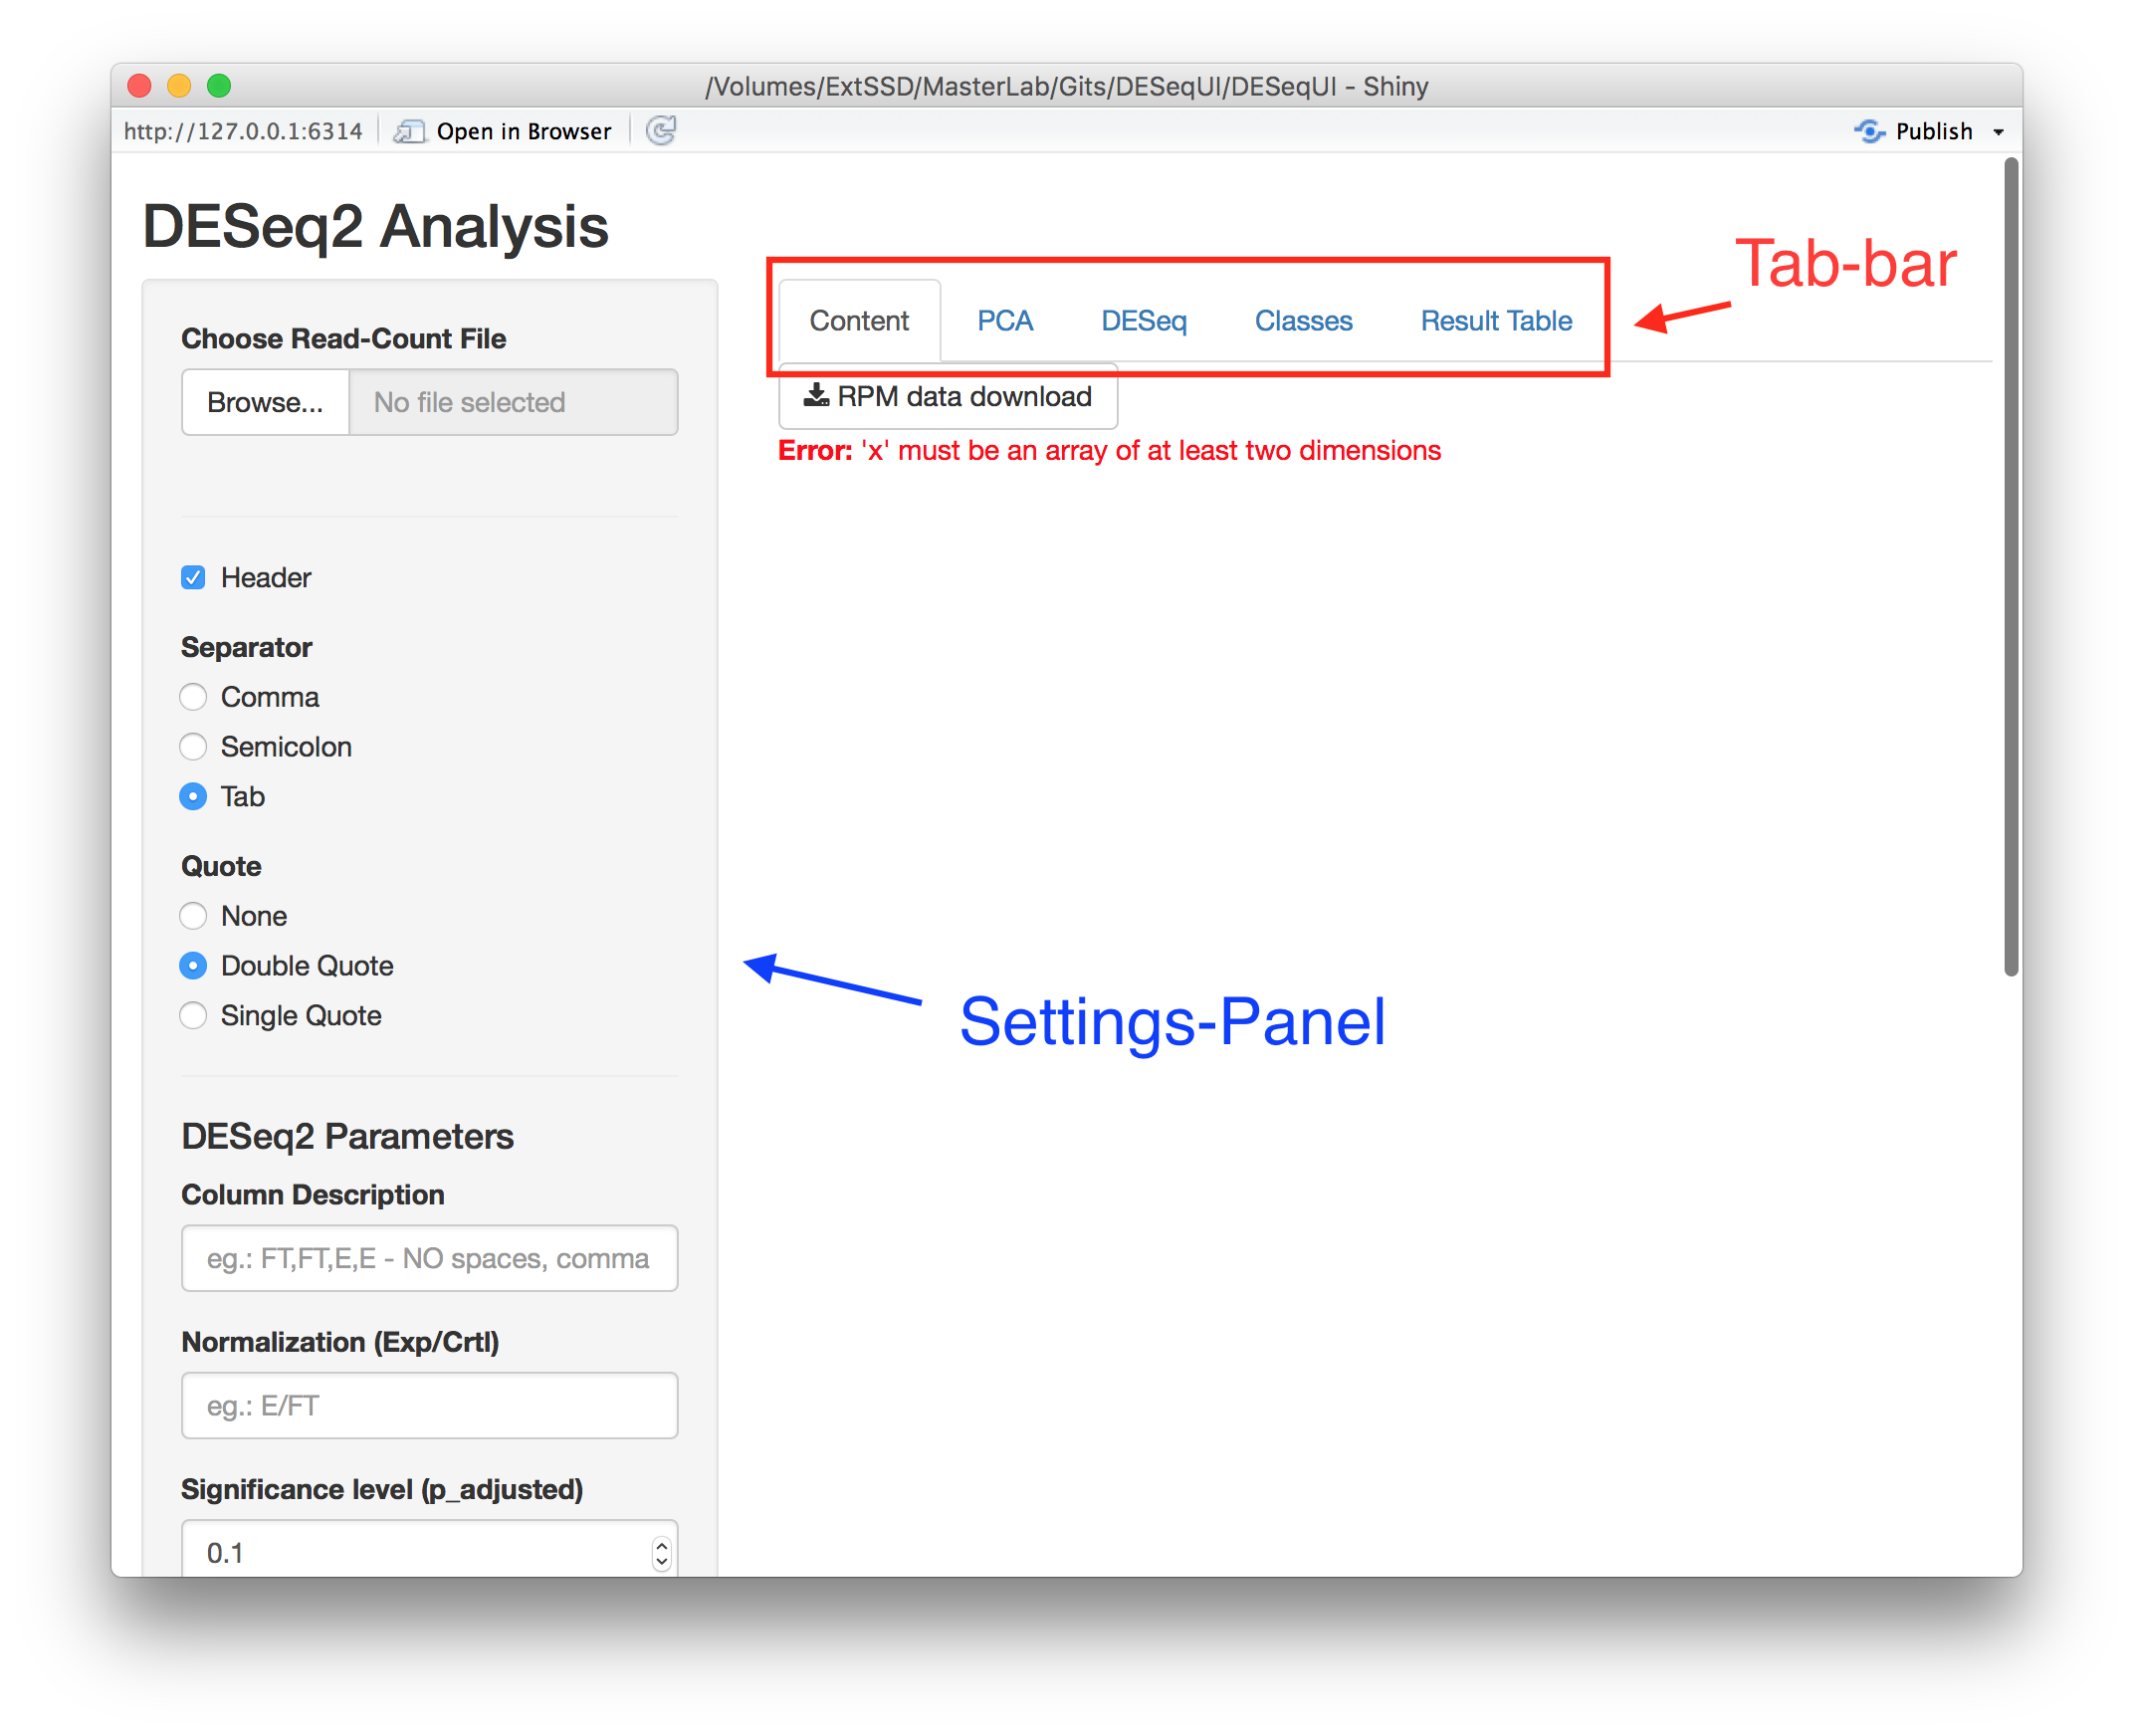 /Volumes/ExtSSD/MasterLab/Gits/DESeqUI/DESeqUI - Shiny
http://127.0.0.1:6314 Open in Browser Publish
DESeq2 Analysis
Tab-bar
Content PCA DESeq Classes Result Table
Choose Read-Count File
Browse... No file selected
RPM data download
Error: 'x' must be an array of at least two dimensions
Header
Separator
Comma
Semicolon
Tab
Quote
None
Double Quote
Single Quote
Settings-Panel
DESeq2 Parameters
Column Description
eg.: FT,FT,E,E - NO spaces, comma
Normalization (Exp/Crtl)
eg.: E/FT
Significance level (p_adjusted)
0.1